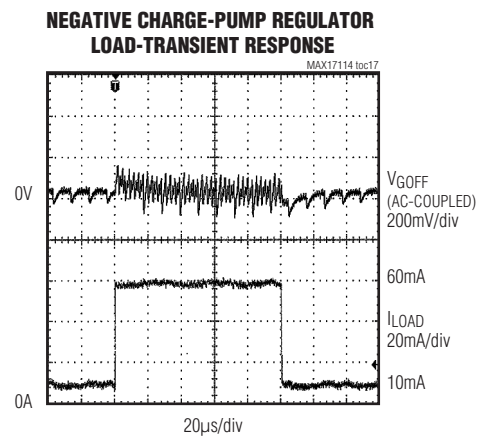 NEGATIVE CHARGE-PUMP REGULATOR
LOAD-TRANSIENT RESPONSE
MAX17114 toc17
T
0V
VGOFF
(AC-COUPLED)
200mV/div
60mA
ILOAD
20mA/div
10mA
0A
20µs/div